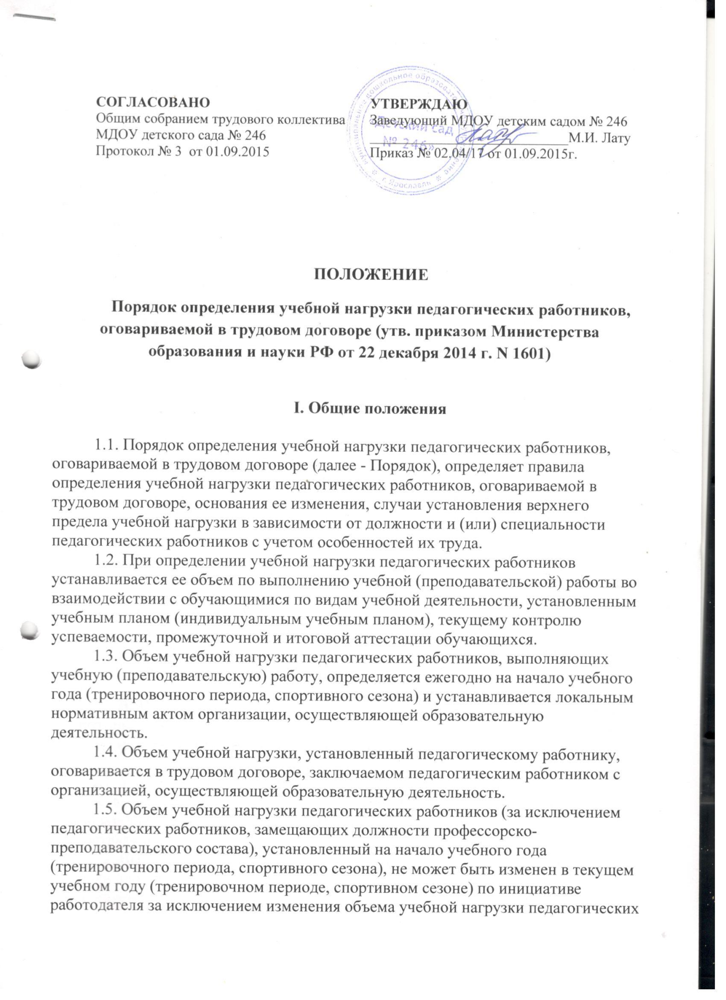 СОГЛАСОВАНО
Общим собранием трудового коллектива
МДОУ детского сада № 246
Протокол № 3 от 01.09.2015
УТВЕРЖДАЮ
Заведующий МДОУ детским садом № 246
М.И. Лату
Приказ № 02.04/17 от 01.09.2015г.
Муниципальное дошкольное образовательное учреждение
«Детский сад
№ 246»
г. Ярославль
ПОЛОЖЕНИЕ
Порядок определения учебной нагрузки педагогических работников,
оговариваемой в трудовом договоре (утв. приказом Министерства
образования и науки РФ от 22 декабря 2014 г. N 1601)
I. Общие положения
1.1. Порядок определения учебной нагрузки педагогических работников,
оговариваемой в трудовом договоре (далее - Порядок), определяет правила
определения учебной нагрузки педагогических работников, оговариваемой в
трудовом договоре, основания ее изменения, случаи установления верхнего
предела учебной нагрузки в зависимости от должности и (или) специальности
педагогических работников с учетом особенностей их труда.
1.2. При определении учебной нагрузки педагогических работников
устанавливается ее объем по выполнению учебной (преподавательской) работы во
взаимодействии с обучающимися по видам учебной деятельности, установленным
учебным планом (индивидуальным учебным планом), текущему контролю
успеваемости, промежуточной и итоговой аттестации обучающихся.
1.3. Объем учебной нагрузки педагогических работников, выполняющих
учебную (преподавательскую) работу, определяется ежегодно на начало учебного
года (тренировочного периода, спортивного сезона) и устанавливается локальным
нормативным актом организации, осуществляющей образовательную
деятельность.
1.4. Объем учебной нагрузки, установленный педагогическому работнику,
оговаривается в трудовом договоре, заключаемом педагогическим работником с
организацией, осуществляющей образовательную деятельность.
1.5. Объем учебной нагрузки педагогических работников (за исключением
педагогических работников, замещающих должности профессорско-
преподавательского состава), установленный на начало учебного года
(тренировочного периода, спортивного сезона), не может быть изменен в текущем
учебном году (тренировочном периоде, спортивном сезоне) по инициативе
работодателя за исключением изменения объема учебной нагрузки педагогических